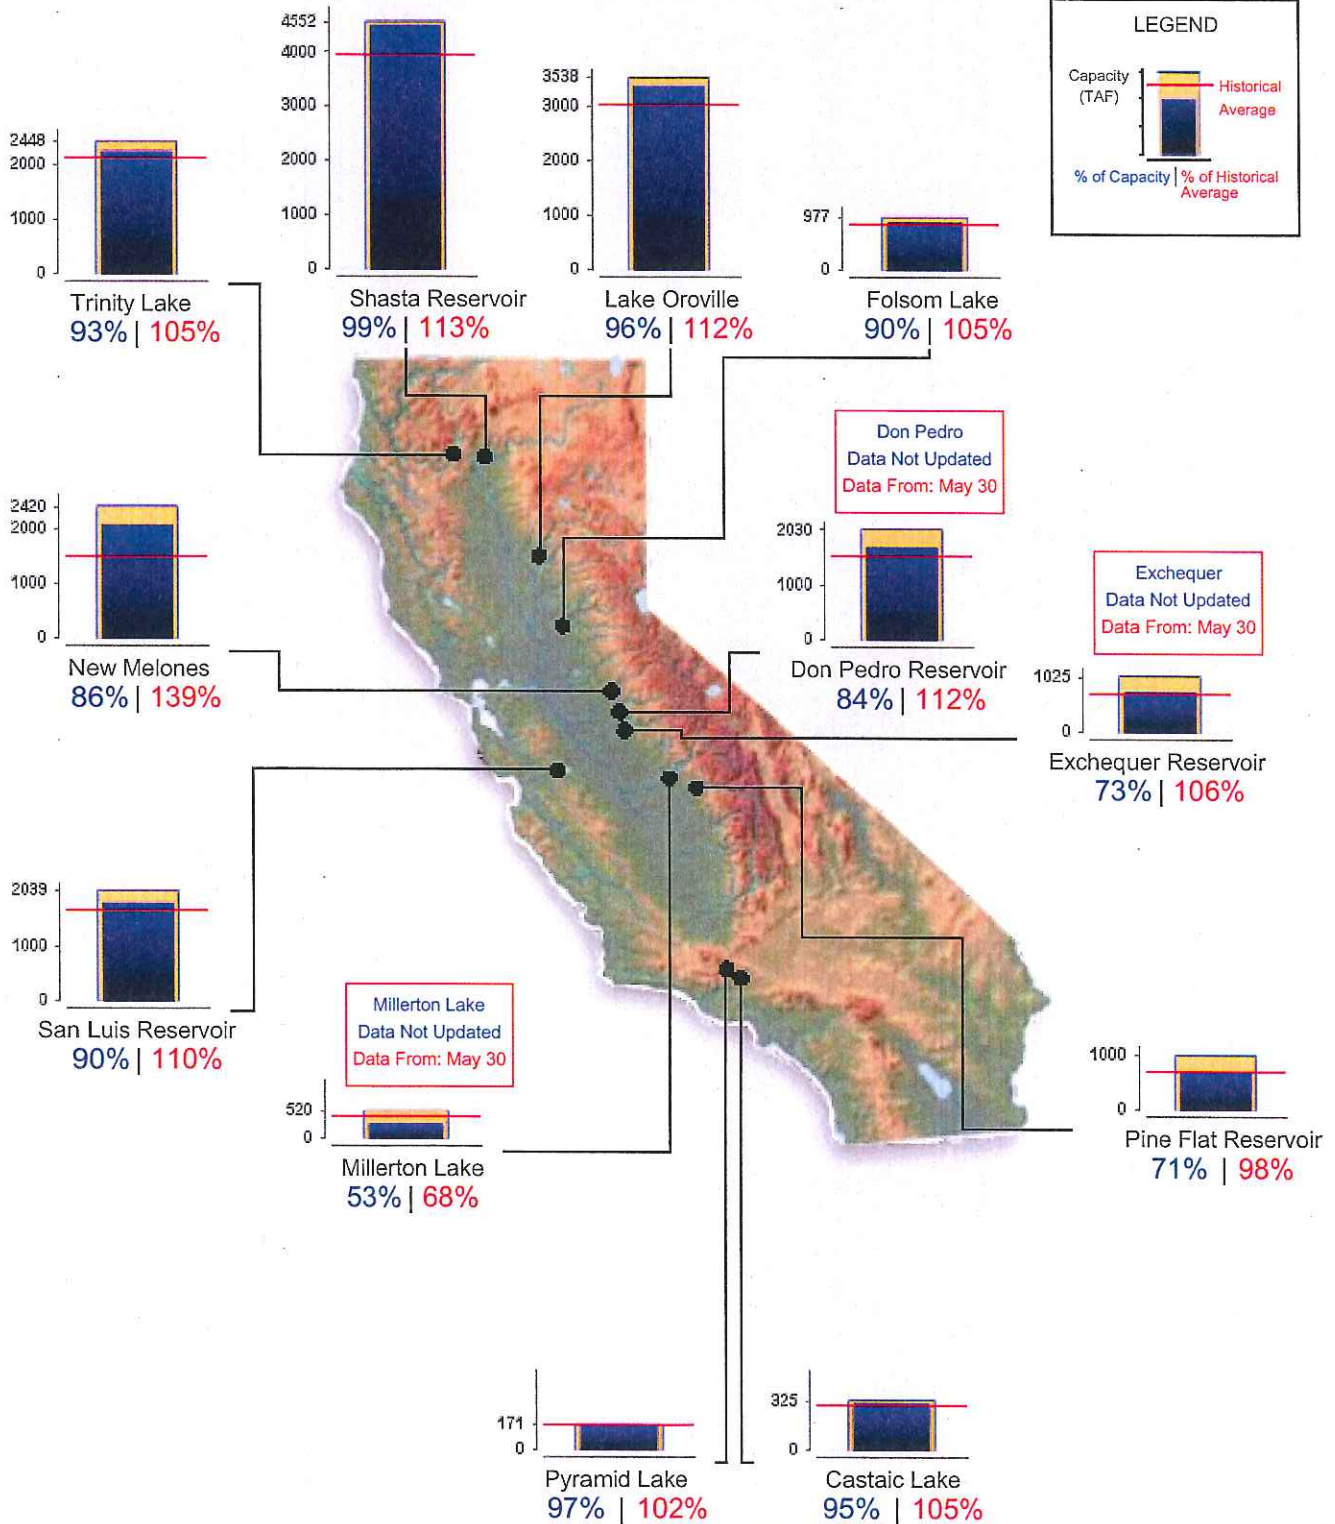 LEGEND
Capacity
(TAF)
Historical
Average
% of Capacity | % of Historical
Average
4552
4000
3000
2000
1000
0
Shasta Reservoir
99% | 113%
3538
3000
2000
1000
0
Lake Oroville
96% | 112%
2448
2000
1000
0
Trinity Lake
93% | 105%
977
0
Folsom Lake
90% | 105%
Don Pedro
Data Not Updated
Data From: May 30
2030
1000
0
Don Pedro Reservoir
84% | 112%
2420
2000
1000
0
New Melones
86% | 139%
Exchequer
Data Not Updated
Data From: May 30
1025
0
Exchequer Reservoir
73% | 106%
2039
1000
0
San Luis Reservoir
90% | 110%
Millerton Lake
Data Not Updated
Data From: May 30
520
0
Millerton Lake
53% | 68%
1000
0
Pine Flat Reservoir
71% | 98%
171
0
Pyramid Lake
97% | 102%
325
0
Castaic Lake
95% | 105%